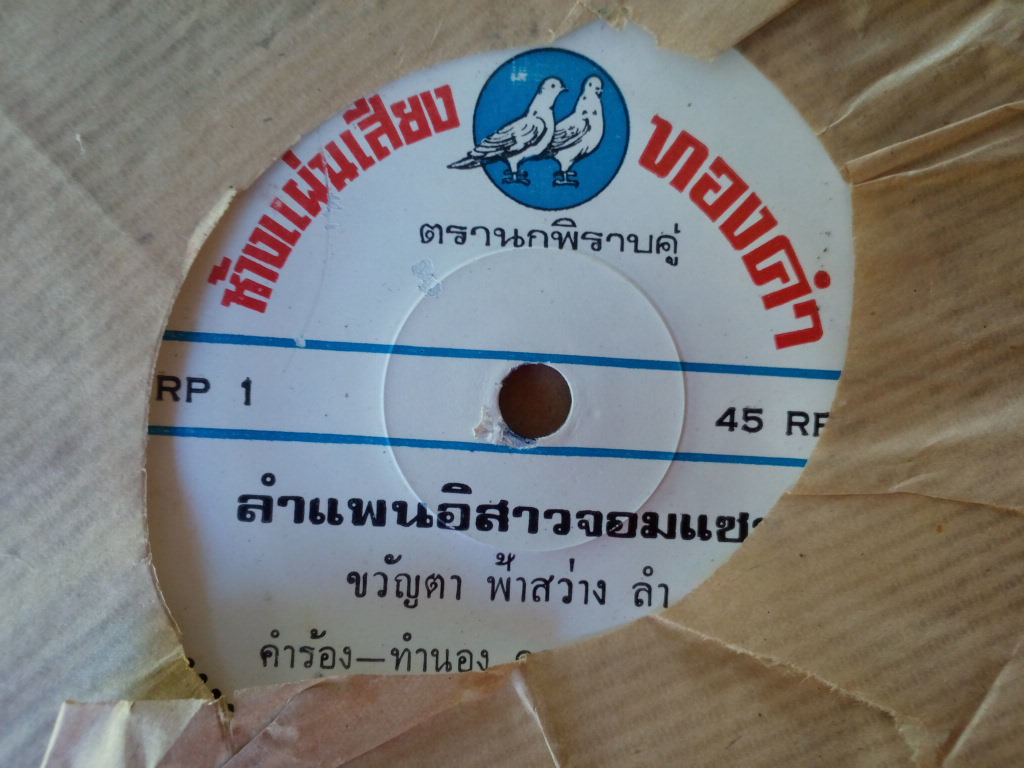 ห้างแผ่นเสียง ทองคำ
ตรานกพิราบคู่
RP 1
45
ลำแพนอิสาวจอมแซ
ขวัญตา ฟ้าสว่าง ลำ
คำร้อง—ทำนอง